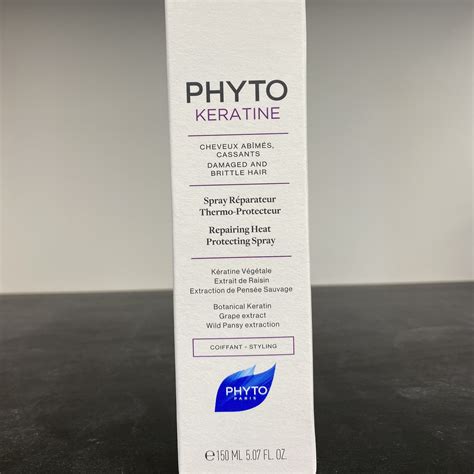 PHYTO
KERATINE
CHEVEUX ABÎMÉS,
CASSANTS
DAMAGED AND
BRITTLE HAIR
Spray Réparateur
Thermo-Protecteur
Repairing Heat
Protecting Spray
Kératine Végétale
Extrait de Raisin
Extraction de Pensée Sauvage
Botanical Keratin
Grape extract
Wild Pansy extraction
COIFFANT - STYLING
PHYTO
PARIS
℮ 150 ML 5.07 FL. OZ.